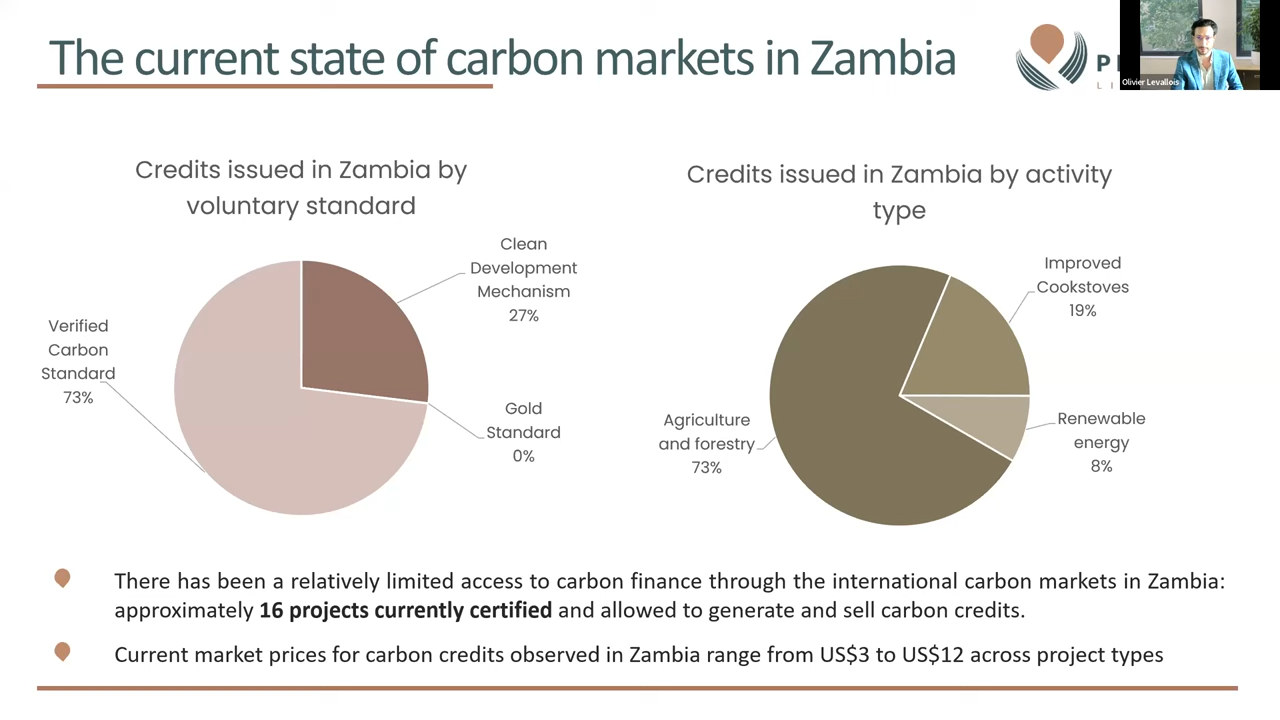 The current state of carbon markets in Zambia
Olivier Levallois
Credits issued in Zambia by
voluntary standard
Clean
Development
Mechanism
27%
Verified
Carbon
Standard
73%
Gold
Standard
0%
Credits issued in Zambia by activity
type
Improved
Cookstoves
19%
Agriculture
and forestry
73%
Renewable
energy
8%
There has been a relatively limited access to carbon finance through the international carbon markets in Zambia:
approximately 16 projects currently certified and allowed to generate and sell carbon credits.
Current market prices for carbon credits observed in Zambia range from US$3 to US$12 across project types